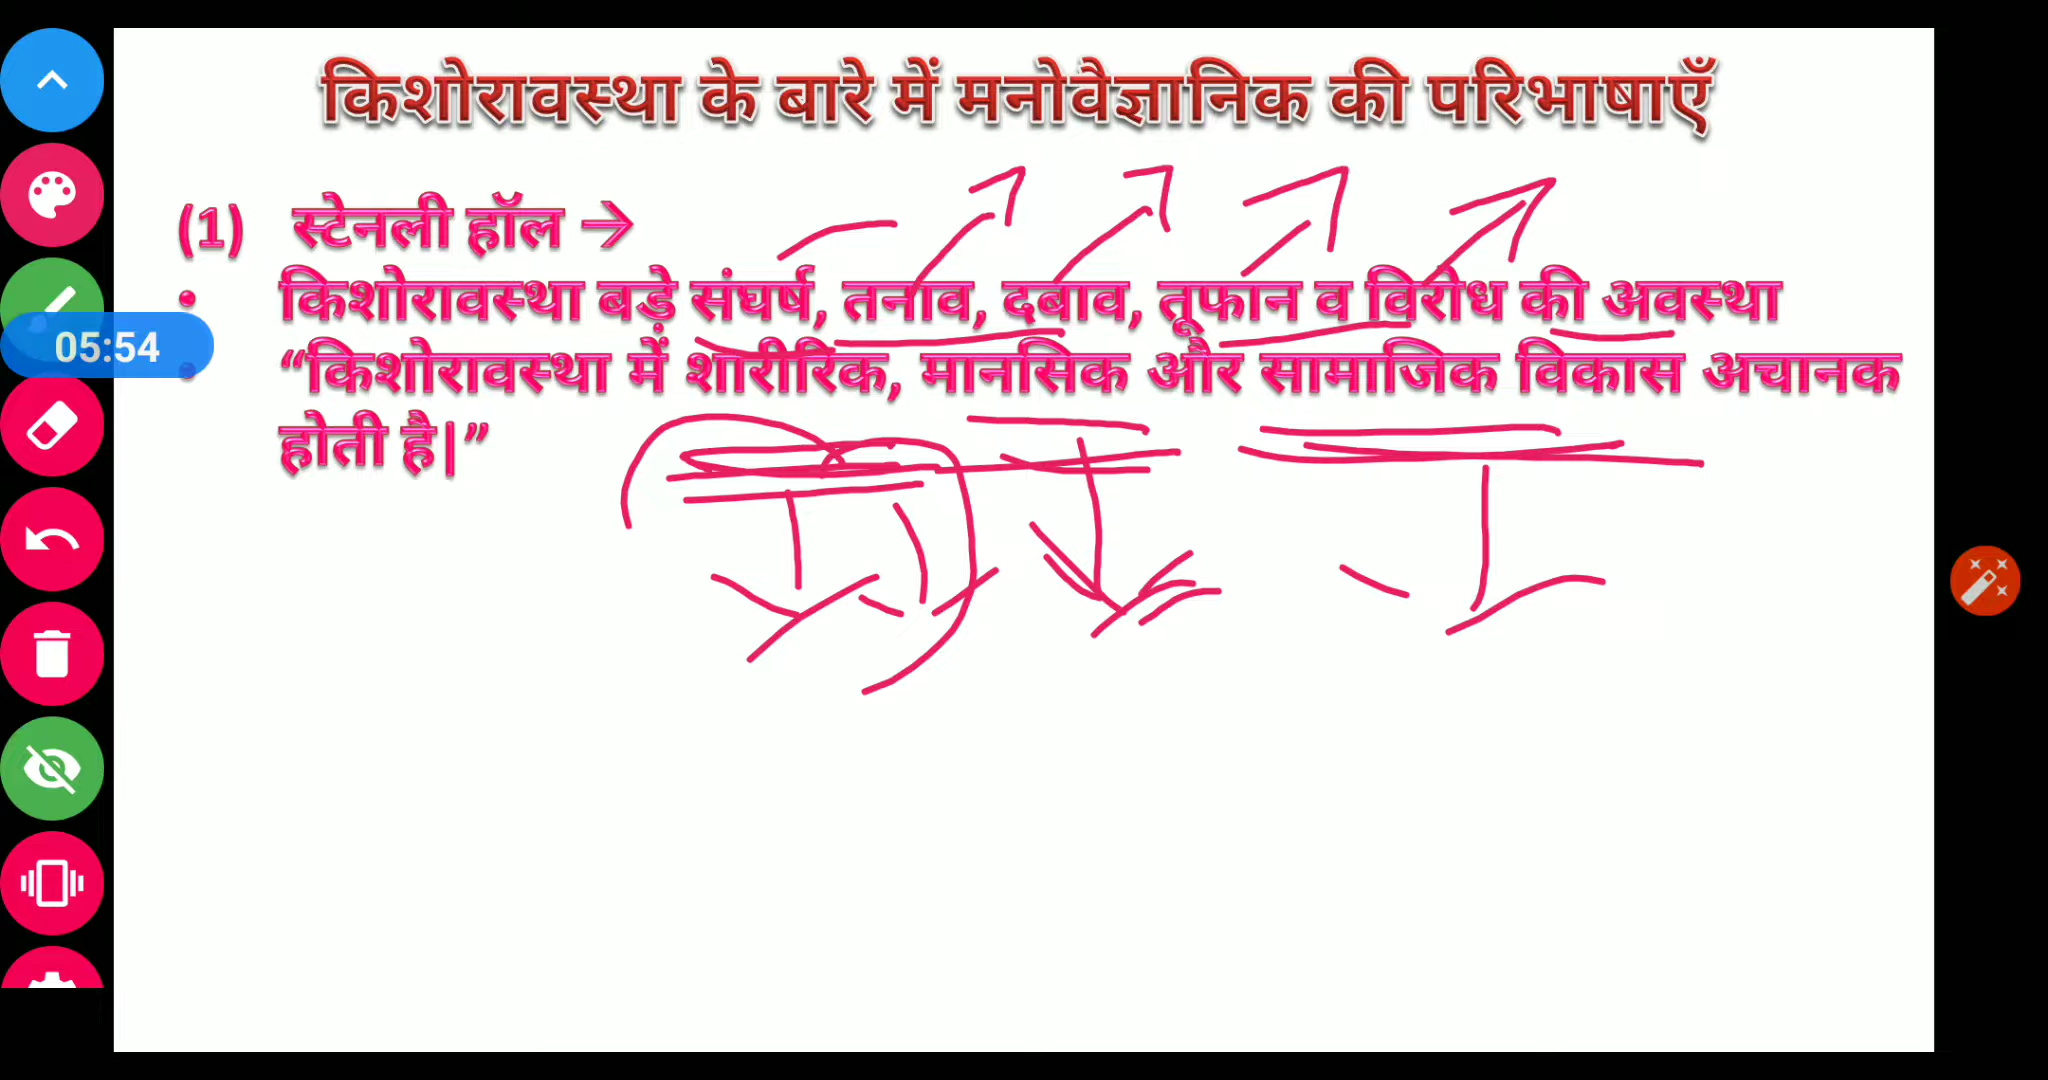 किशोरावस्था के बारे में मनोवैज्ञानिक की परिभाषाएँ
(1) स्टेनली हॉल →
• किशोरावस्था बड़े संघर्ष, तनाव, दबाव, तूफान व विरोध की अवस्था
05:54
• “किशोरावस्था में शारीरिक, मानसिक और सामाजिक विकास अचानक
होती है|”